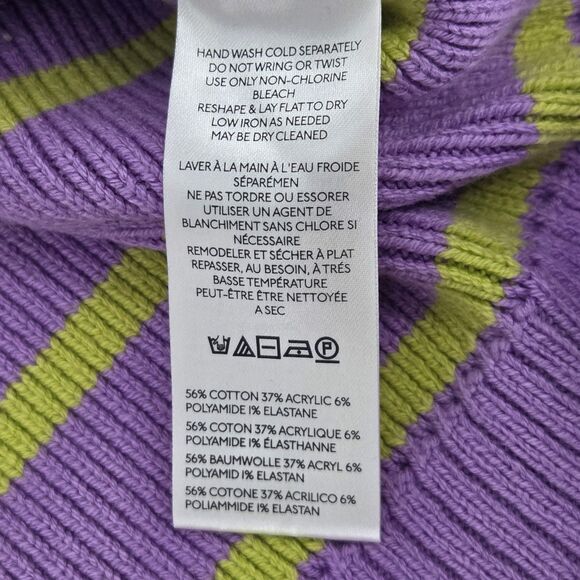 HAND WASH COLD SEPARATELY
DO NOT WRING OR TWIST
USE ONLY NON-CHLORINE
BLEACH
RESHAPE & LAY FLAT TO DRY
LOW IRON AS NEEDED
MAY BE DRY CLEANED
LAVER À LA MAIN À L'EAU FROIDE
SÉPARÉMEN
NE PAS TORDRE OU ESSORER
UTILISER UN AGENT DE
BLANCHIMENT SANS CHLORE SI
NÉCESSAIRE
REMODELER ET SÉCHER À PLAT
REPASSER, AU BESOIN, À TRÉS
BASSE TEMPÉRATURE
PEUT-ÊTRE ÊTRE NETTOYÉE
A SEC
P
56% COTTON 37% ACRYLIC 6%
POLYAMIDE 1% ELASTANE
56% COTON 37% ACRYLIQUE 6%
POLYAMIDE 1% ÉLASTHANNE
56% BAUMWOLLE 37% ACRYL 6%
POLYAMID 1% ELASTAN
56% COTONE 37% ACRILICO 6%
POLIAMMIDE 1% ELASTAN